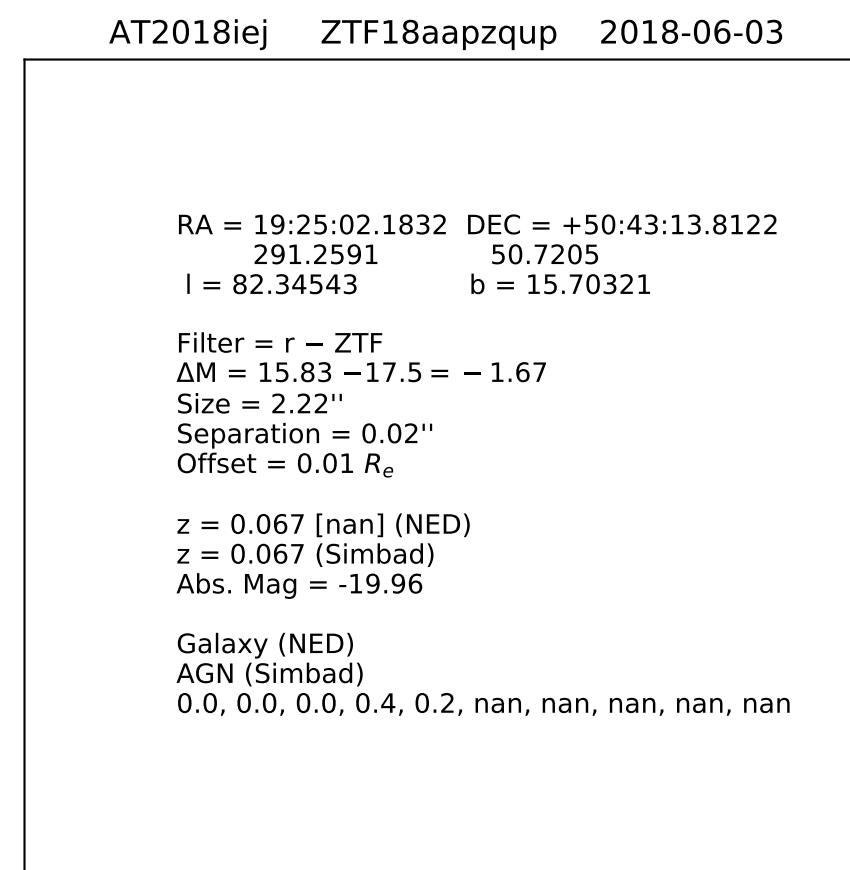 AT2018iej ZTF18aapzqup 2018-06-03
RA = 19:25:02.1832 DEC = +50:43:13.8122
291.2591 50.7205
l = 82.34543 b = 15.70321
Filter = r − ZTF
ΔM = 15.83 −17.5 = − 1.67
Size = 2.22''
Separation = 0.02''
Offset = 0.01 Re
z = 0.067 [nan] (NED)
z = 0.067 (Simbad)
Abs. Mag = -19.96
Galaxy (NED)
AGN (Simbad)
0.0, 0.0, 0.0, 0.4, 0.2, nan, nan, nan, nan, nan